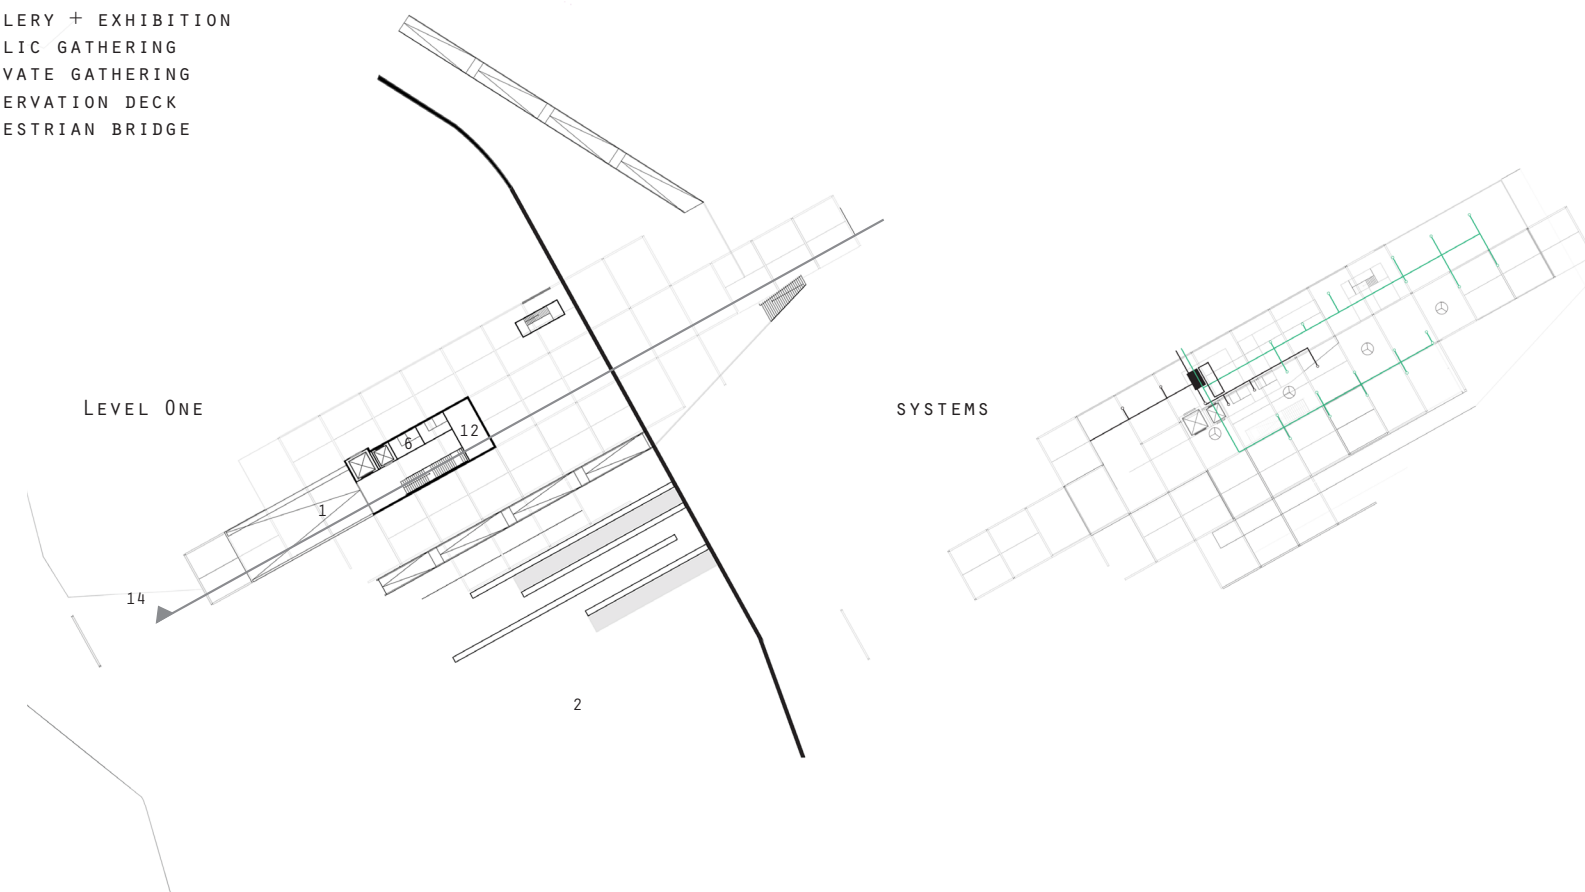 LERY + EXHIBITION
LIC GATHERING
VATE GATHERING
ERVATION DECK
ESTRIAN BRIDGE
LEVEL ONE
SYSTEMS
12
6
1
14
2